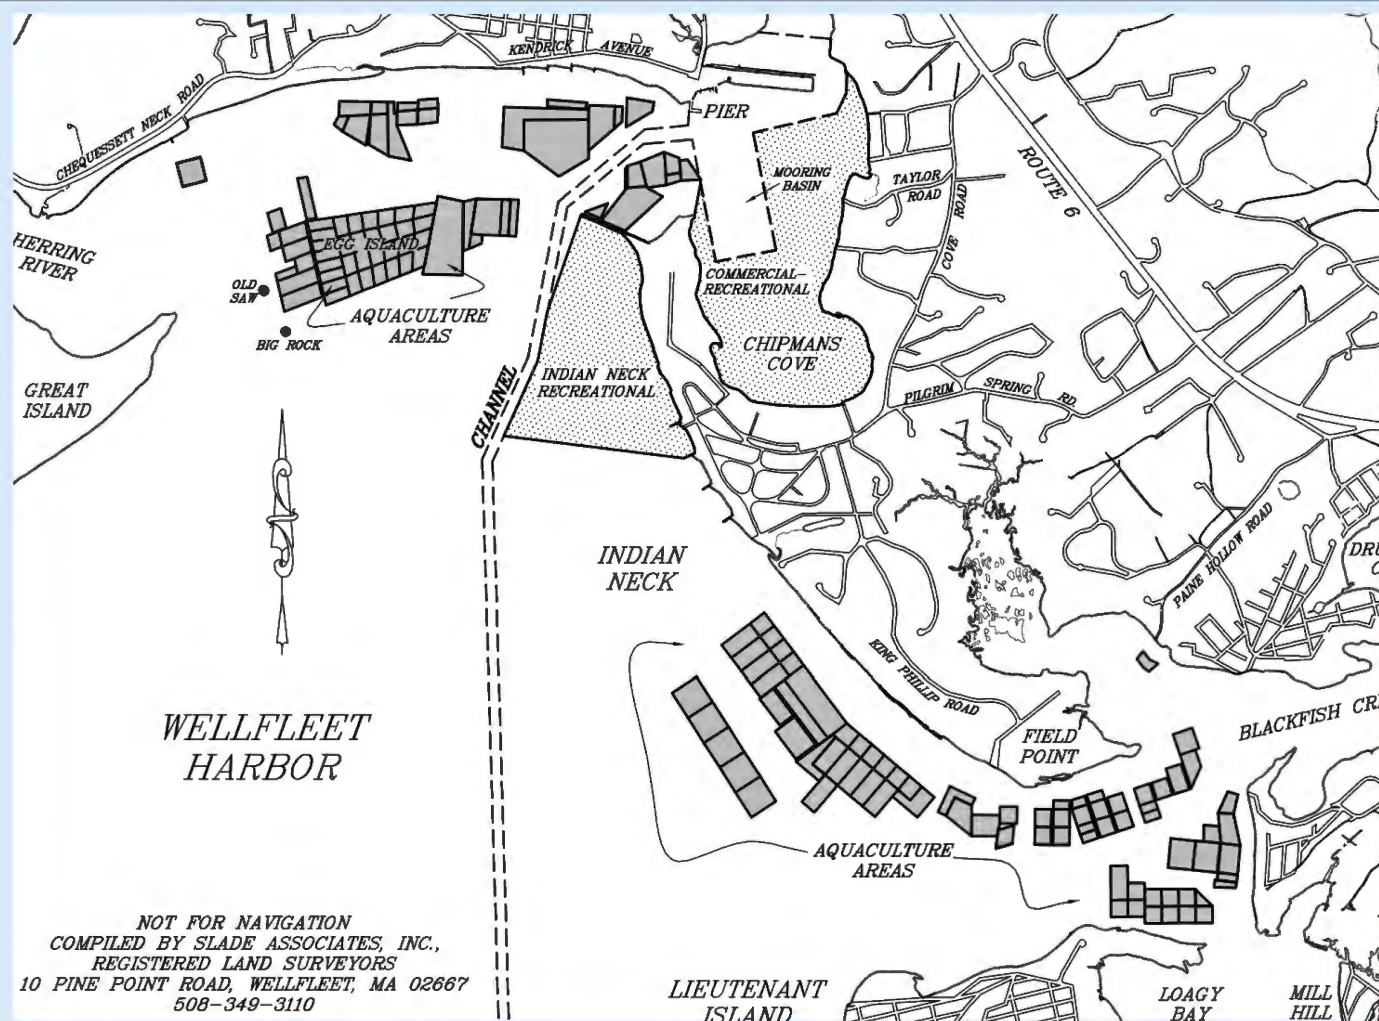 KENDRICK AVENUE
PIER
CHEQUESSETT NECK ROAD
ROUTE 6
MOORING
BASIN
TAYLOR
ROAD
COVE ROAD
HERRING
RIVER
EGG ISLAND
OLD
SAW
COMMERCIAL-
RECREATIONAL
AQUACULTURE
AREAS
BIG ROCK
CHIPMANS
COVE
GREAT
ISLAND
INDIAN NECK
RECREATIONAL
CHANNEL
PILGRIM SPRING RD.
INDIAN
NECK
PAINE HOLLOW ROAD
DRU
C
KING PHILLIP ROAD
WELLFLEET
HARBOR
FIELD
POINT
BLACKFISH CRE
AQUACULTURE
AREAS
NOT FOR NAVIGATION
COMPILED BY SLADE ASSOCIATES, INC.,
REGISTERED LAND SURVEYORS
10 PINE POINT ROAD, WELLFLEET, MA 02667
508-349-3110
LIEUTENANT
ISLAND
LOAGY
BAY
MILL
HILL